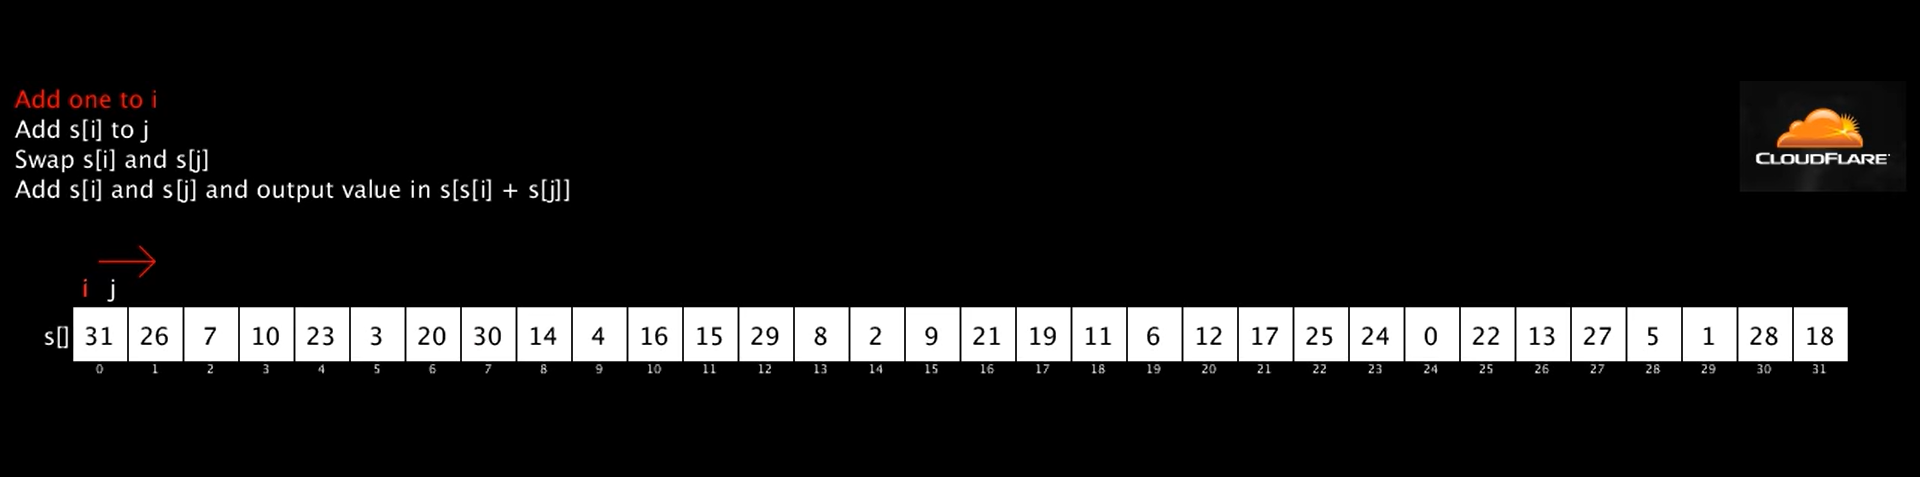 Add one to i
Add s[i] to j
Swap s[i] and s[j]
Add s[i] and s[j] and output value in s[s[i] + s[j]]
CLOUDFLARE
i j
s[] 31 26 7 10 23 3 20 30 14 4 16 15 29 8 2 9 21 19 11 6 12 17 25 24 0 22 13 27 5 1 28 18
0 1 2 3 4 5 6 7 8 9 10 11 12 13 14 15 16 17 18 19 20 21 22 23 24 25 26 27 28 29 30 31